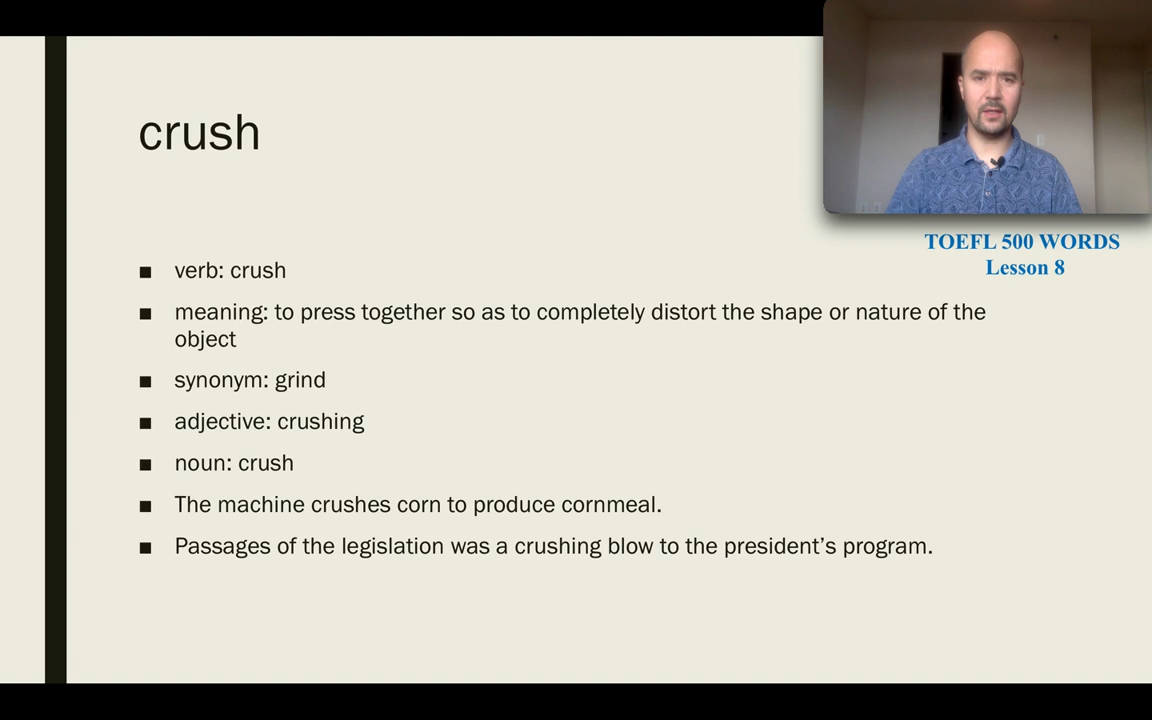 crush
TOEFL 500 WORDS
Lesson 8
■ verb: crush
■ meaning: to press together so as to completely distort the shape or nature of the
object
■ synonym: grind
■ adjective: crushing
■ noun: crush
■ The machine crushes corn to produce cornmeal.
■ Passages of the legislation was a crushing blow to the president’s program.